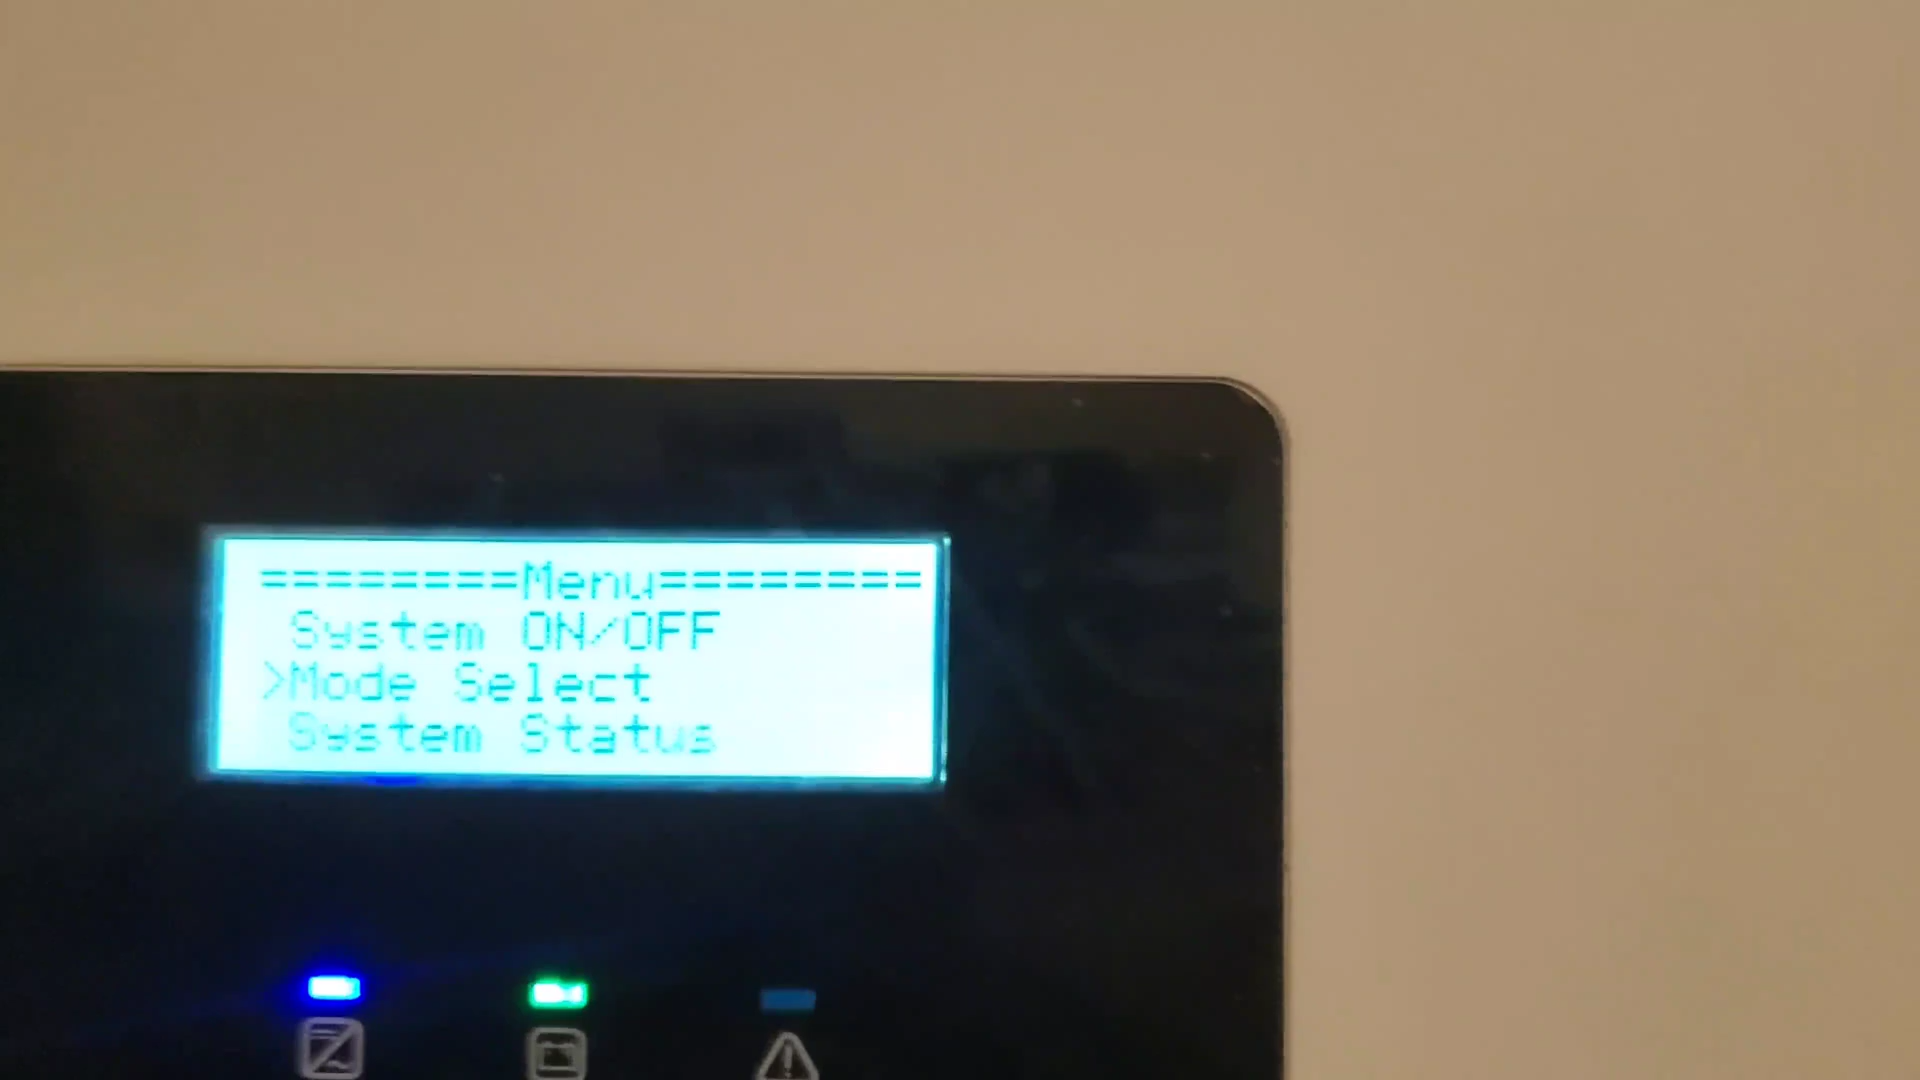 ========Menu========
System ON/OFF
>Mode Select
System Status